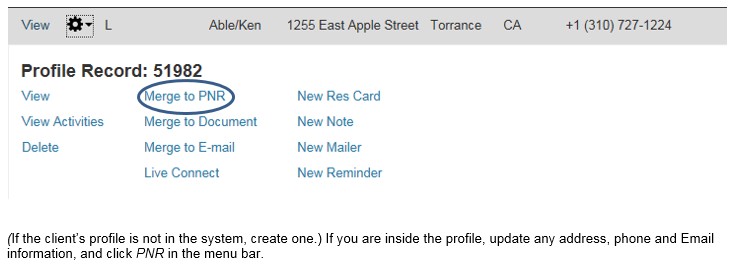 View L Able/Ken 1255 East Apple Street Torrance CA +1 (310) 727-1224
Profile Record: 51982
View Merge to PNR New Res Card
View Activities Merge to Document New Note
Delete Merge to E-mail New Mailer
Live Connect New Reminder
(If the client's profile is not in the system, create one.) If you are inside the profile, update any address, phone and Email
information, and click PNR in the menu bar.